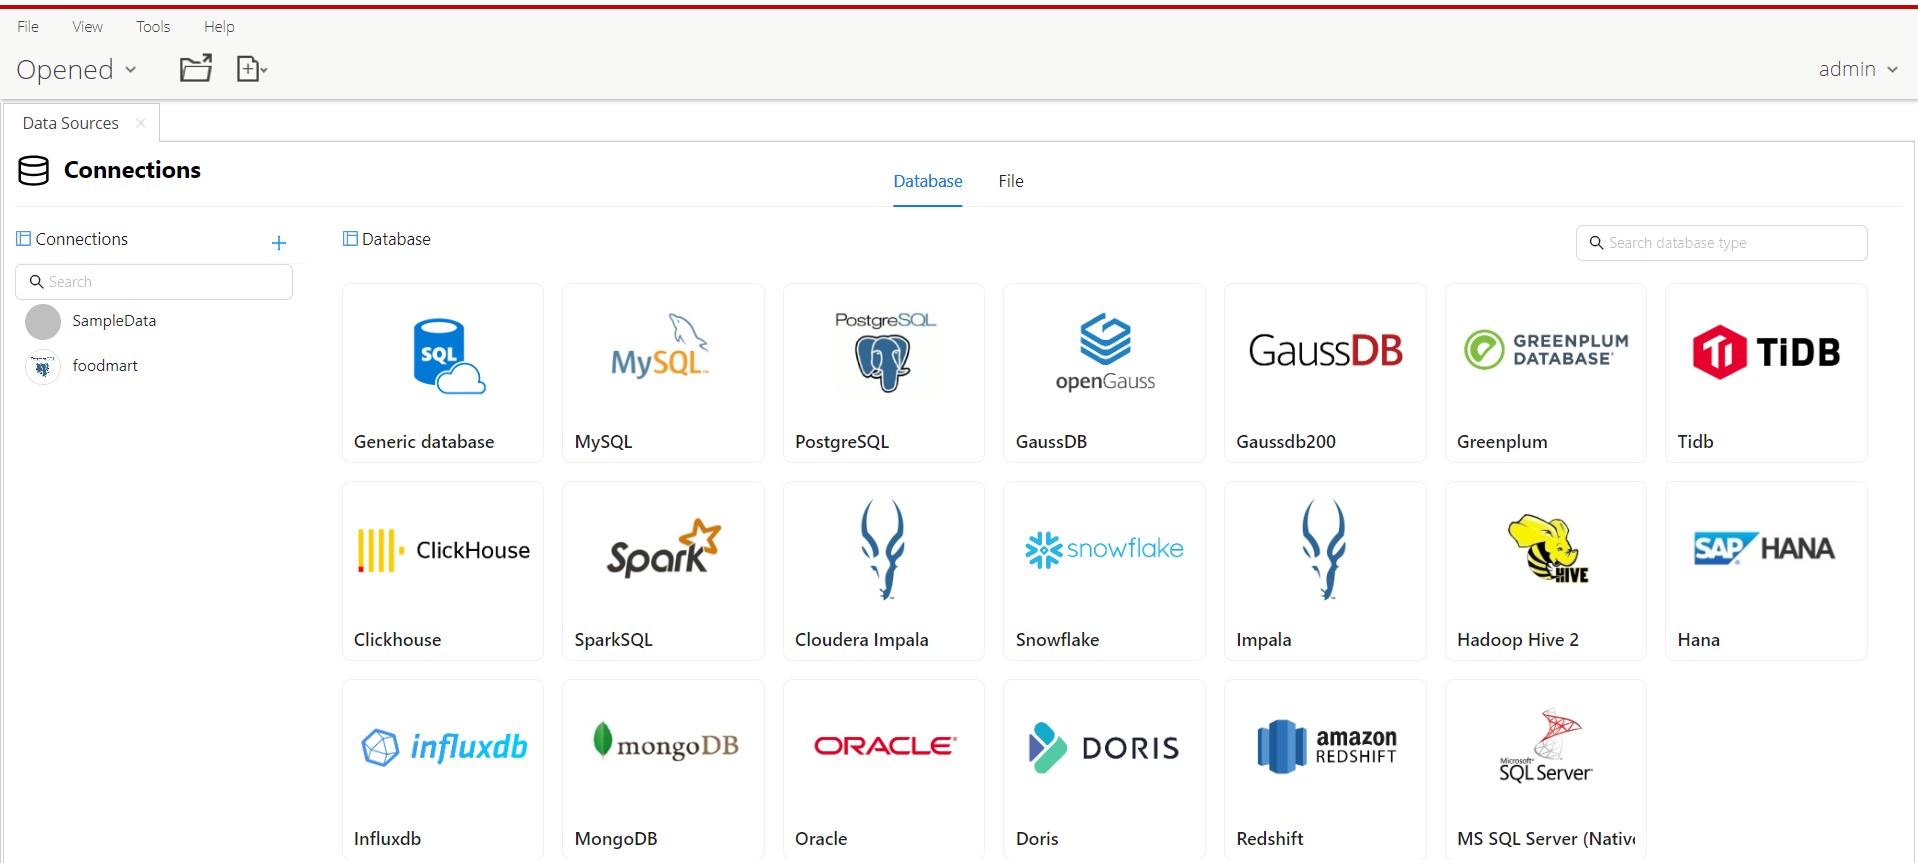 File View Tools Help
Opened
admin
Data Sources
Connections
Database File
Connections
Database
Search database type
Search
SampleData
foodmart
SQL
MySQL
PostgreSQL
openGauss
GaussDB
GREENPLUM
DATABASE
TiDB
Generic database
MySQL
PostgreSQL
GaussDB
Gaussdb200
Greenplum
Tidb
ClickHouse
Spark
snowflake
HIVE
SAP HANA
Clickhouse
SparkSQL
Cloudera Impala
Snowflake
Impala
Hadoop Hive 2
Hana
influxdb
mongoDB
ORACLE
DORIS
amazon
REDSHIFT
Microsoft
SQL Server
Influxdb
MongoDB
Oracle
Doris
Redshift
MS SQL Server (Native